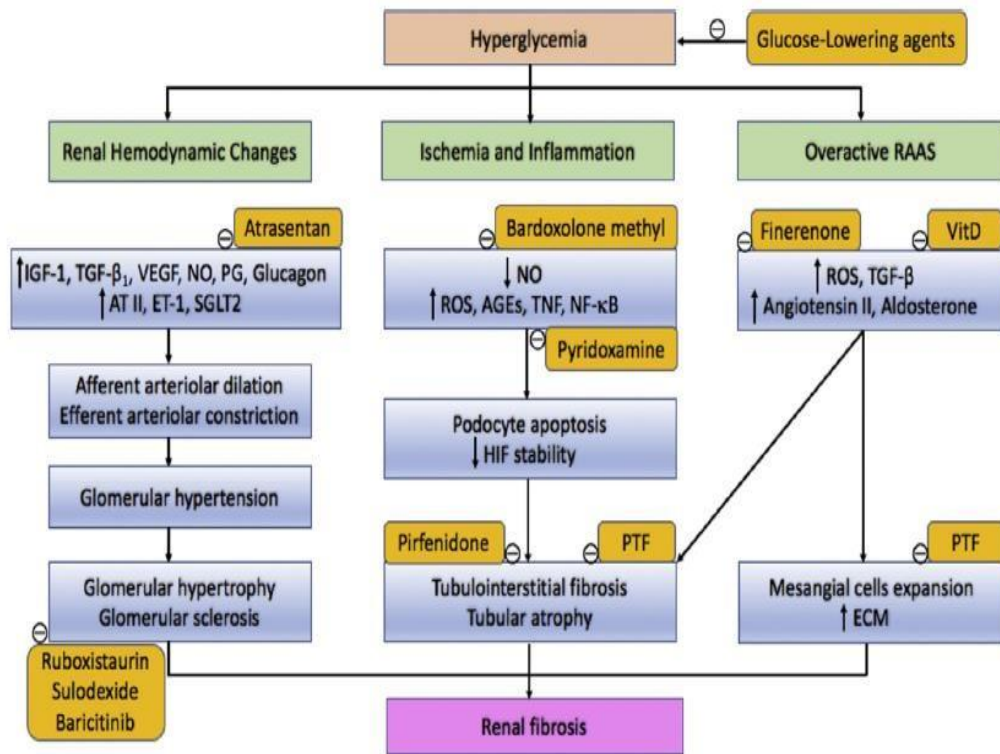 Hyperglycemia
Glucose-Lowering agents
Renal Hemodynamic Changes
Ischemia and Inflammation
Overactive RAAS
Atrasentan
Bardoxolone methyl
Finerenone
VitD
↑IGF-1, TGF-β₁, VEGF, NO, PG, Glucagon
↑AT II, ET-1, SGLT2
↓NO
↑ROS, AGEs, TNF, NF-κB
↑ROS, TGF-β
↑Angiotensin II, Aldosterone
Pyridoxamine
Afferent arteriolar dilation
Efferent arteriolar constriction
Podocyte apoptosis
↓HIF stability
Glomerular hypertension
Pirfenidone
PTF
PTF
Glomerular hypertrophy
Glomerular sclerosis
Tubulointerstitial fibrosis
Tubular atrophy
Mesangial cells expansion
↑ECM
Ruboxistaurin
Sulodexide
Baricitinib
Renal fibrosis